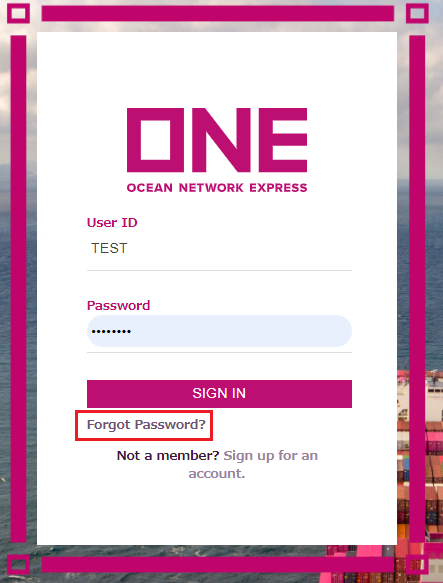 ONE
OCEAN NETWORK EXPRESS
User ID
TEST
Password
••••••••
SIGN IN
Forgot Password?
Not a member? Sign up for an
account.